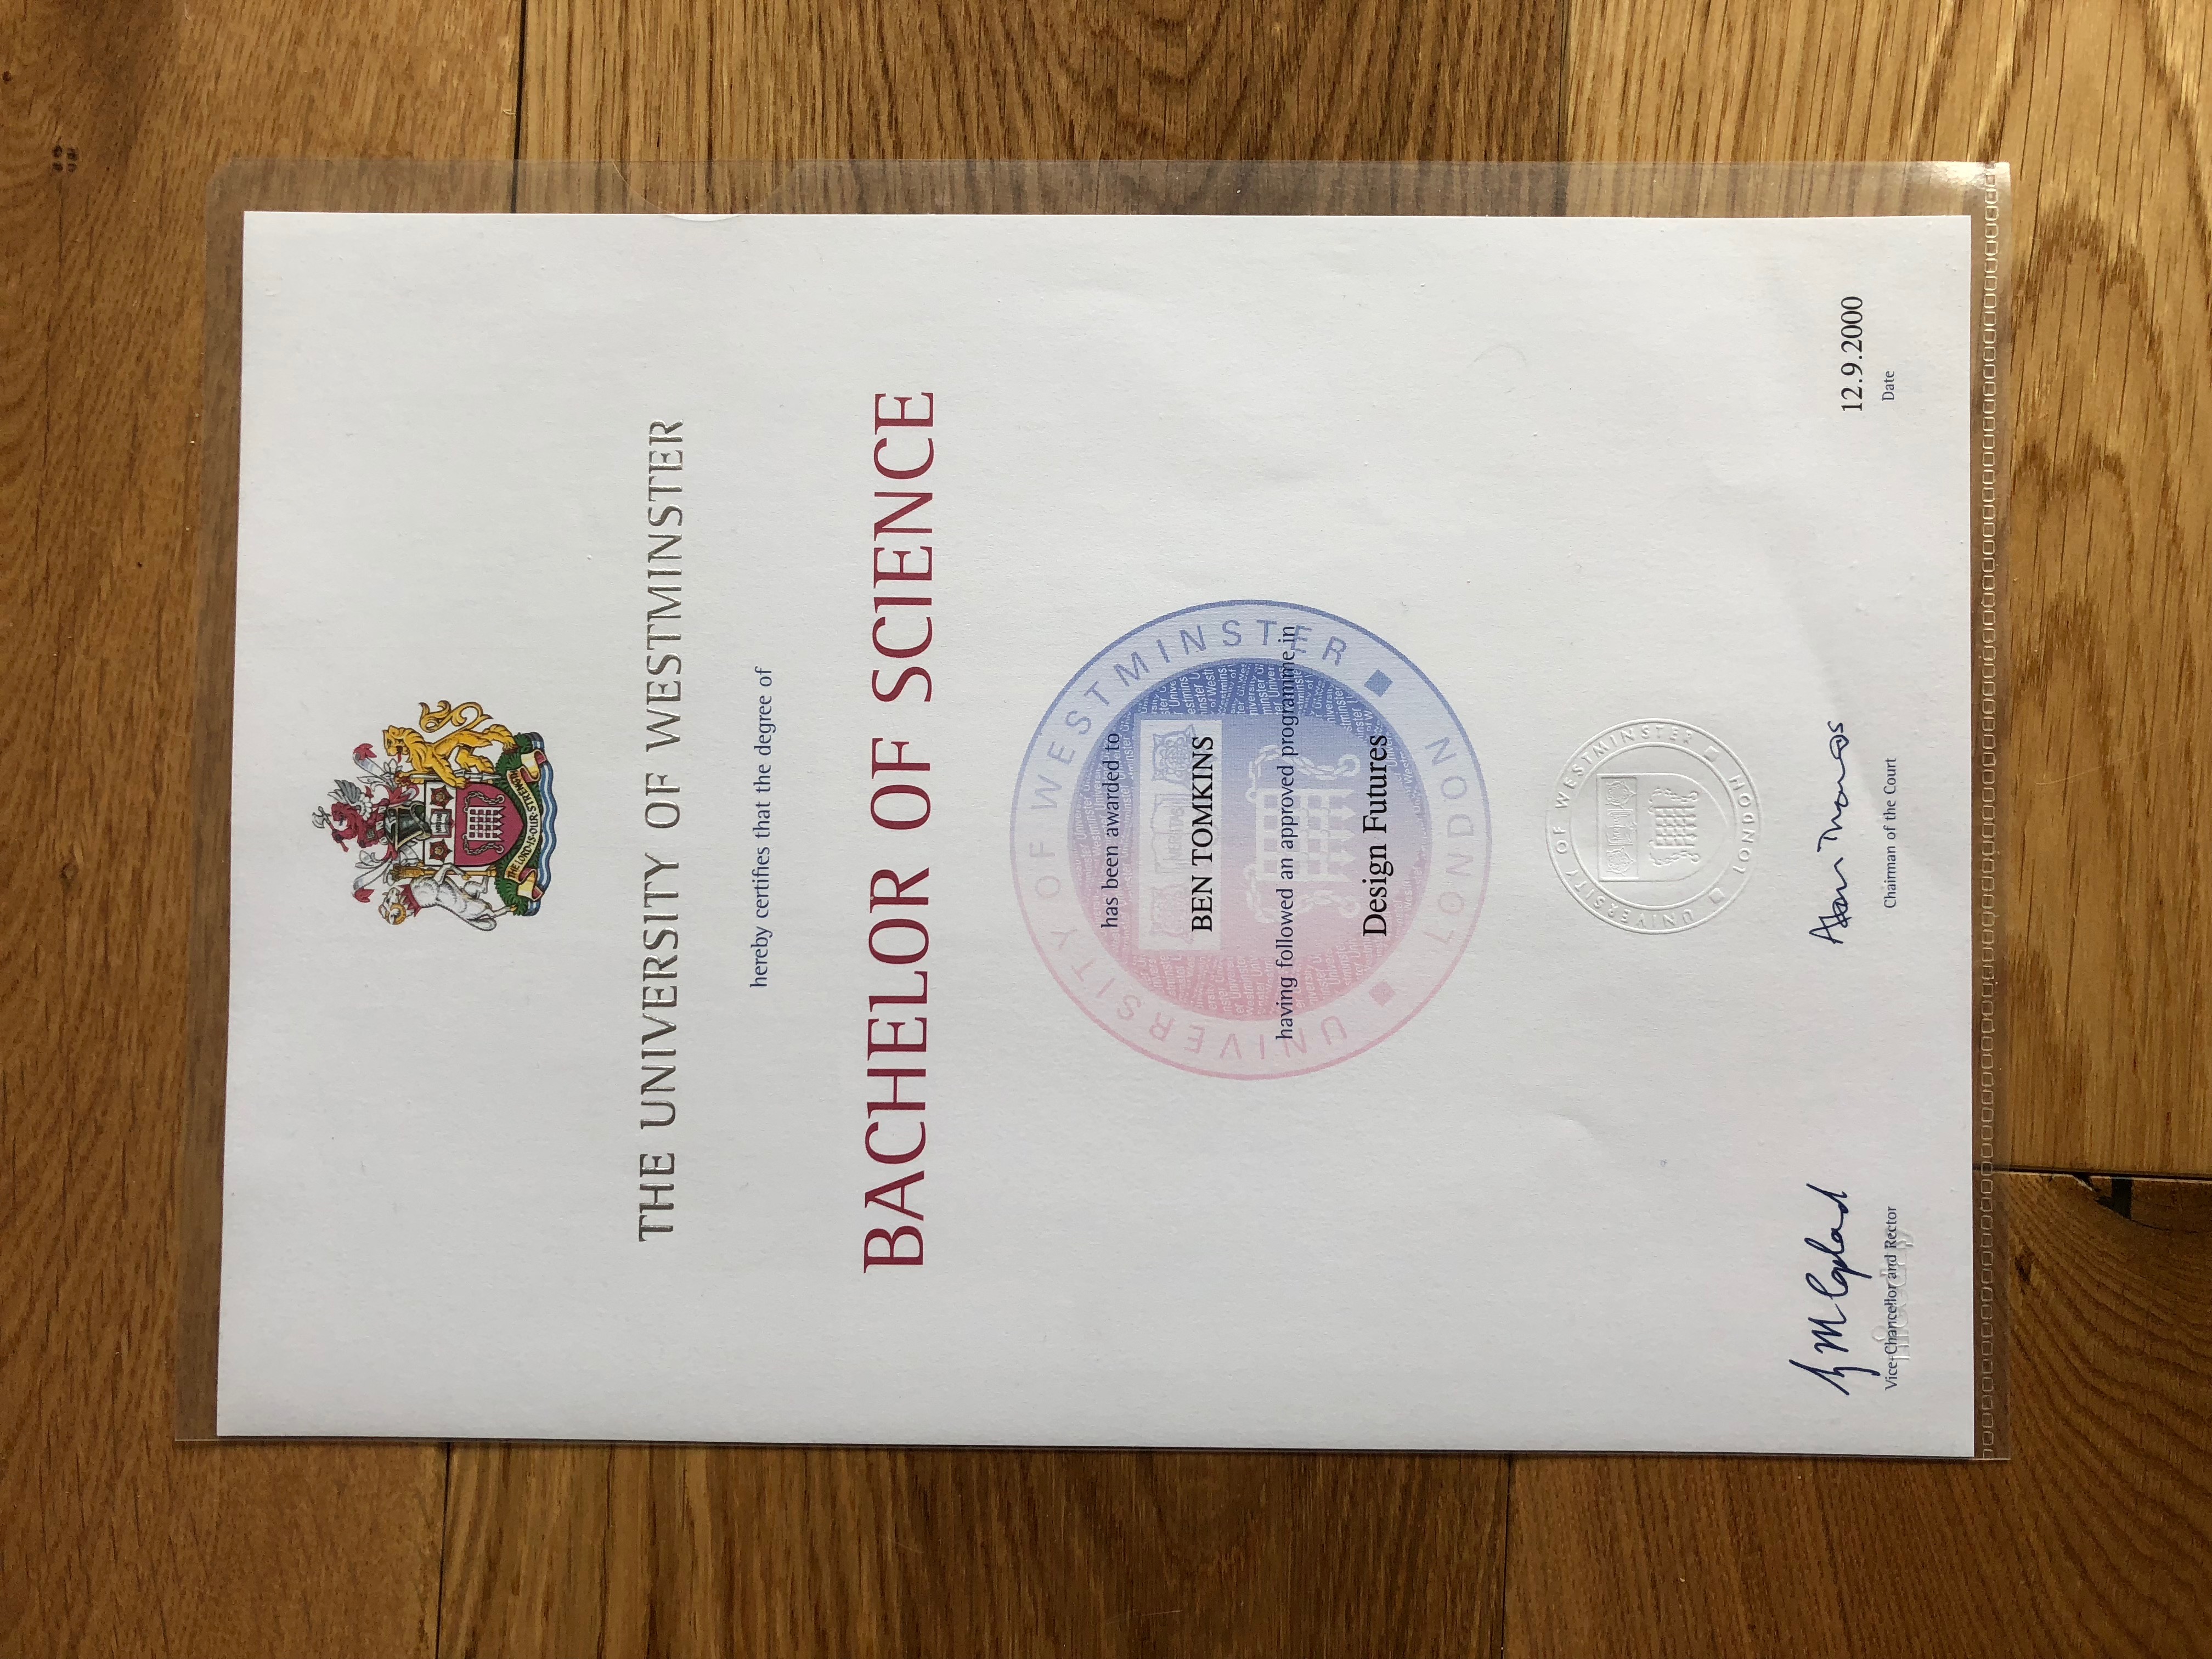 THE LORD·IS·OUR·STRENGTH
THE UNIVERSITY OF WESTMINSTER
hereby certifies that the degree of
BACHELOR OF SCIENCE
UNIVERSITY OF WESTMINSTER
has been awarded to
VERITAS
BEN TOMKINS
having followed an approved programme in
Design Futures
LONDON
UNIVERSITY OF WESTMINSTER
LONDON
Alan Thomas
12.9.2000
Vice-Chancellor and Rector
Chairman of the Court
Date
niceday